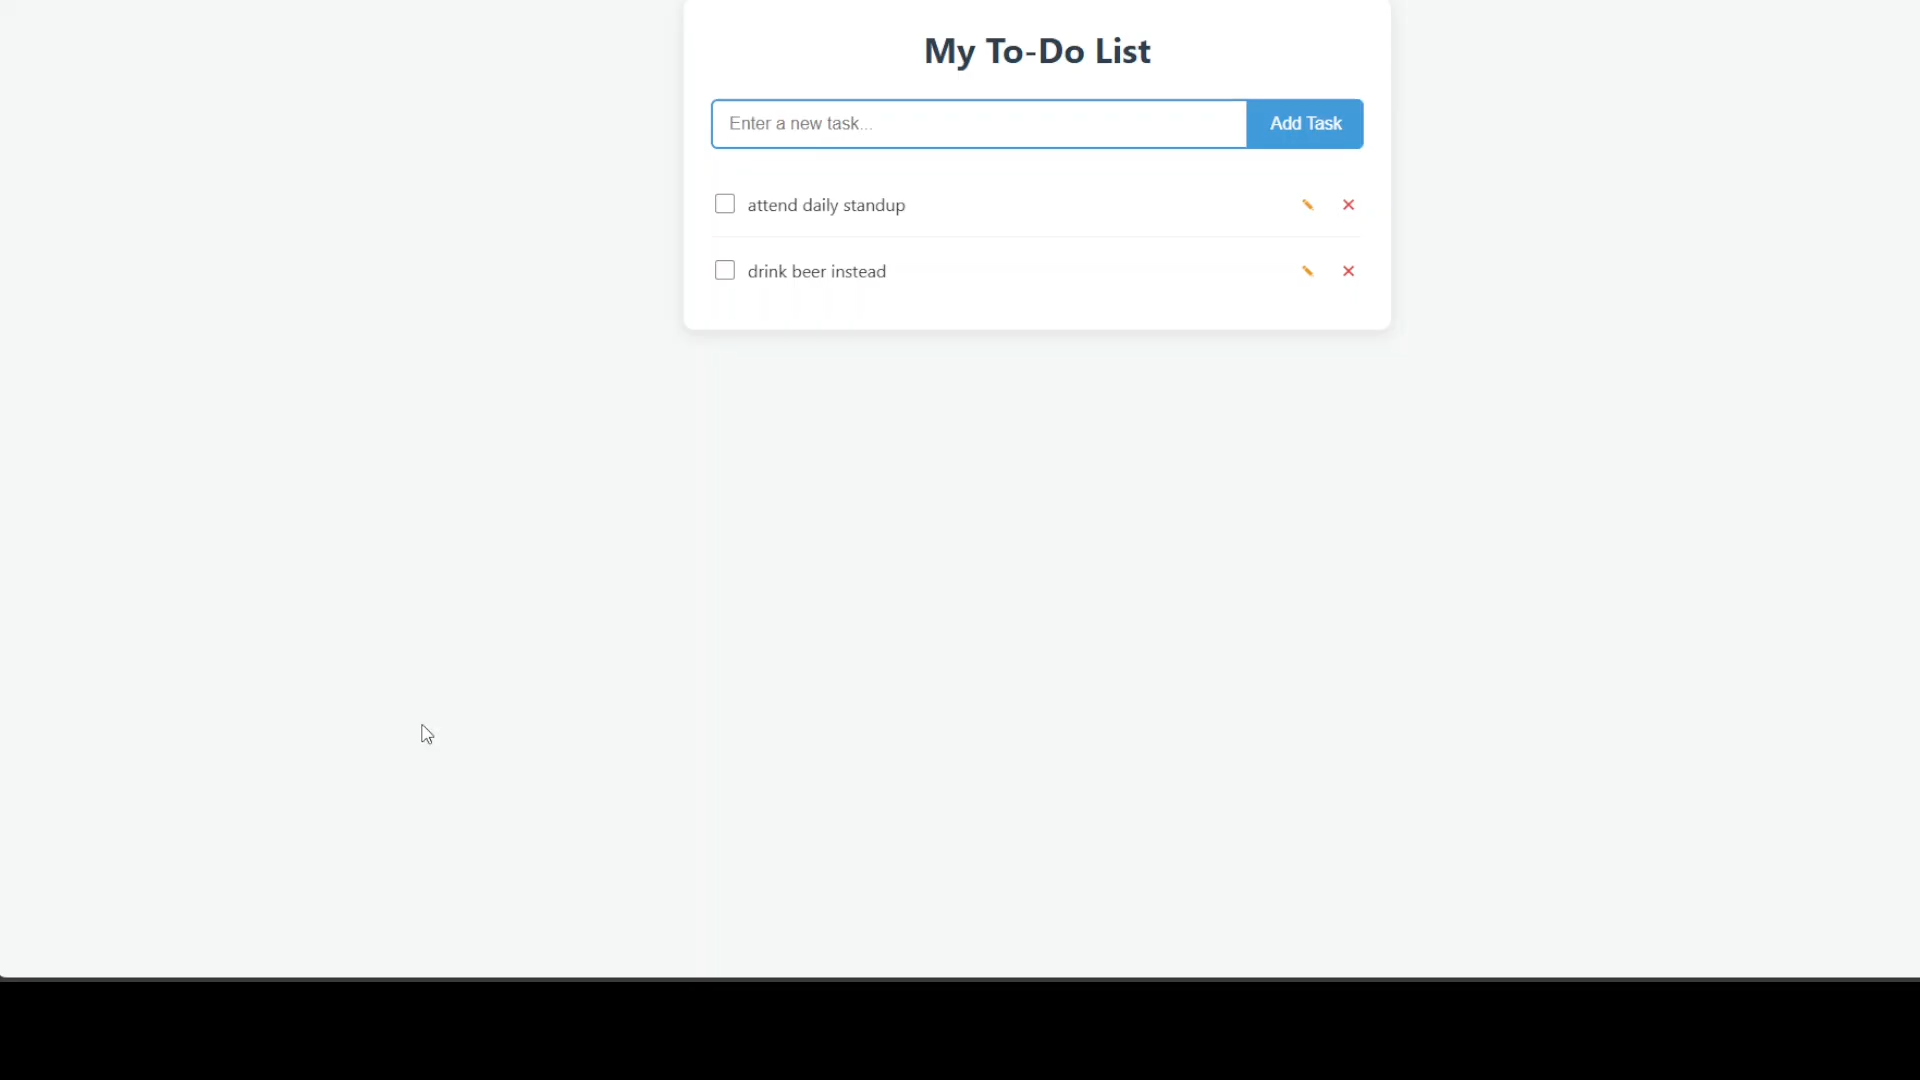 My To-Do List
Enter a new task...
Add Task
attend daily standup
drink beer instead